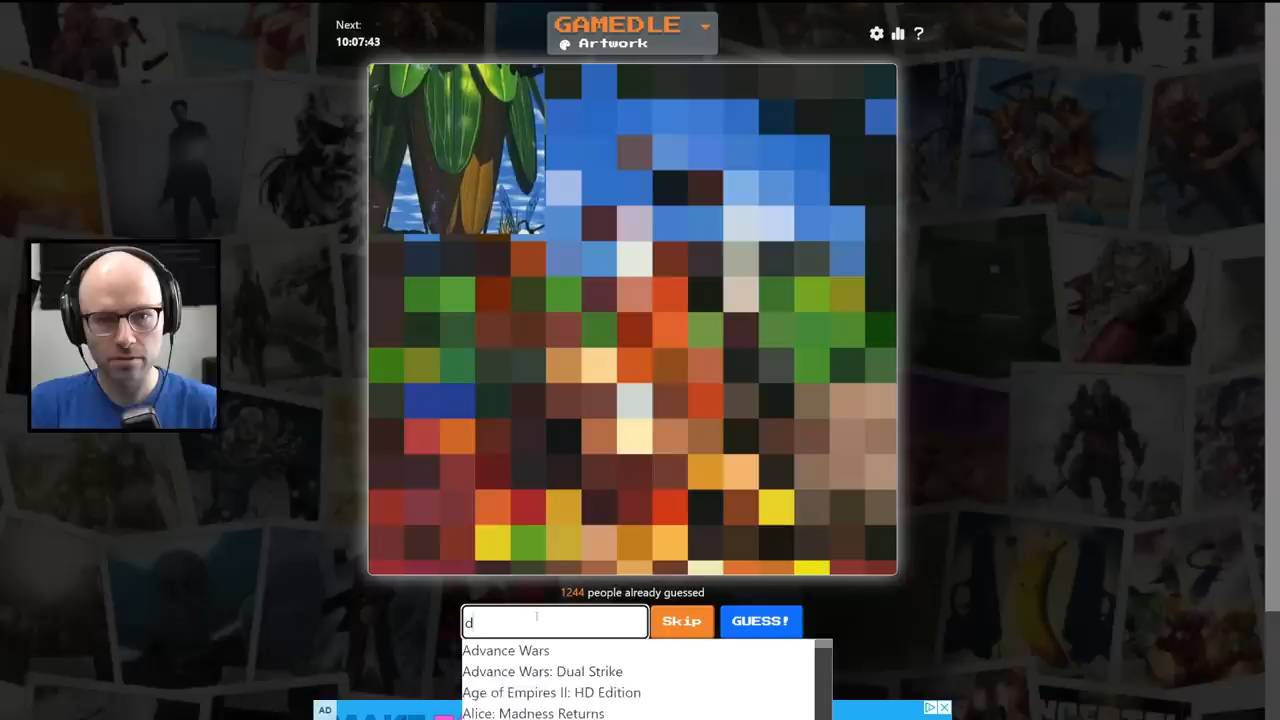 Next:
10:07:43
GAMEDLE
Artwork
?
1244 people already guessed
d
Skip
GUESS!
Advance Wars
Advance Wars: Dual Strike
Age of Empires II: HD Edition
Alice: Madness Returns
AD